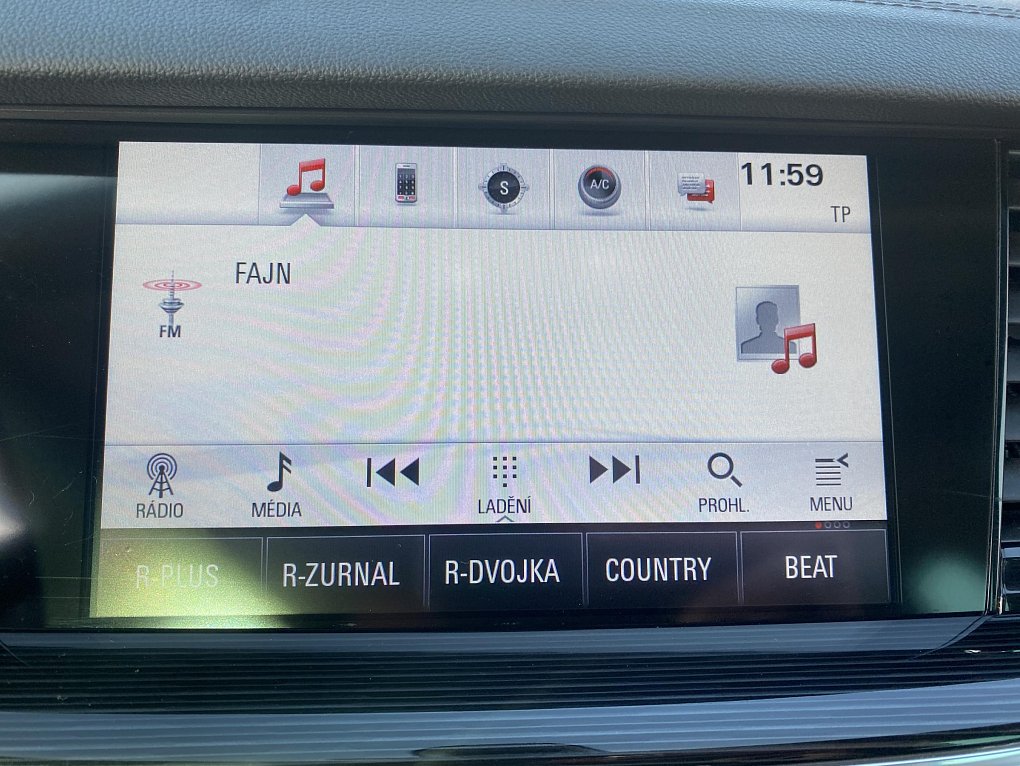 S
A/C
11:59
TP
FAJN
FM
RÁDIO
MÉDIA
LADĚNÍ
PROHL.
MENU
R-PLUS
R-ZURNAL
R-DVOJKA
COUNTRY
BEAT